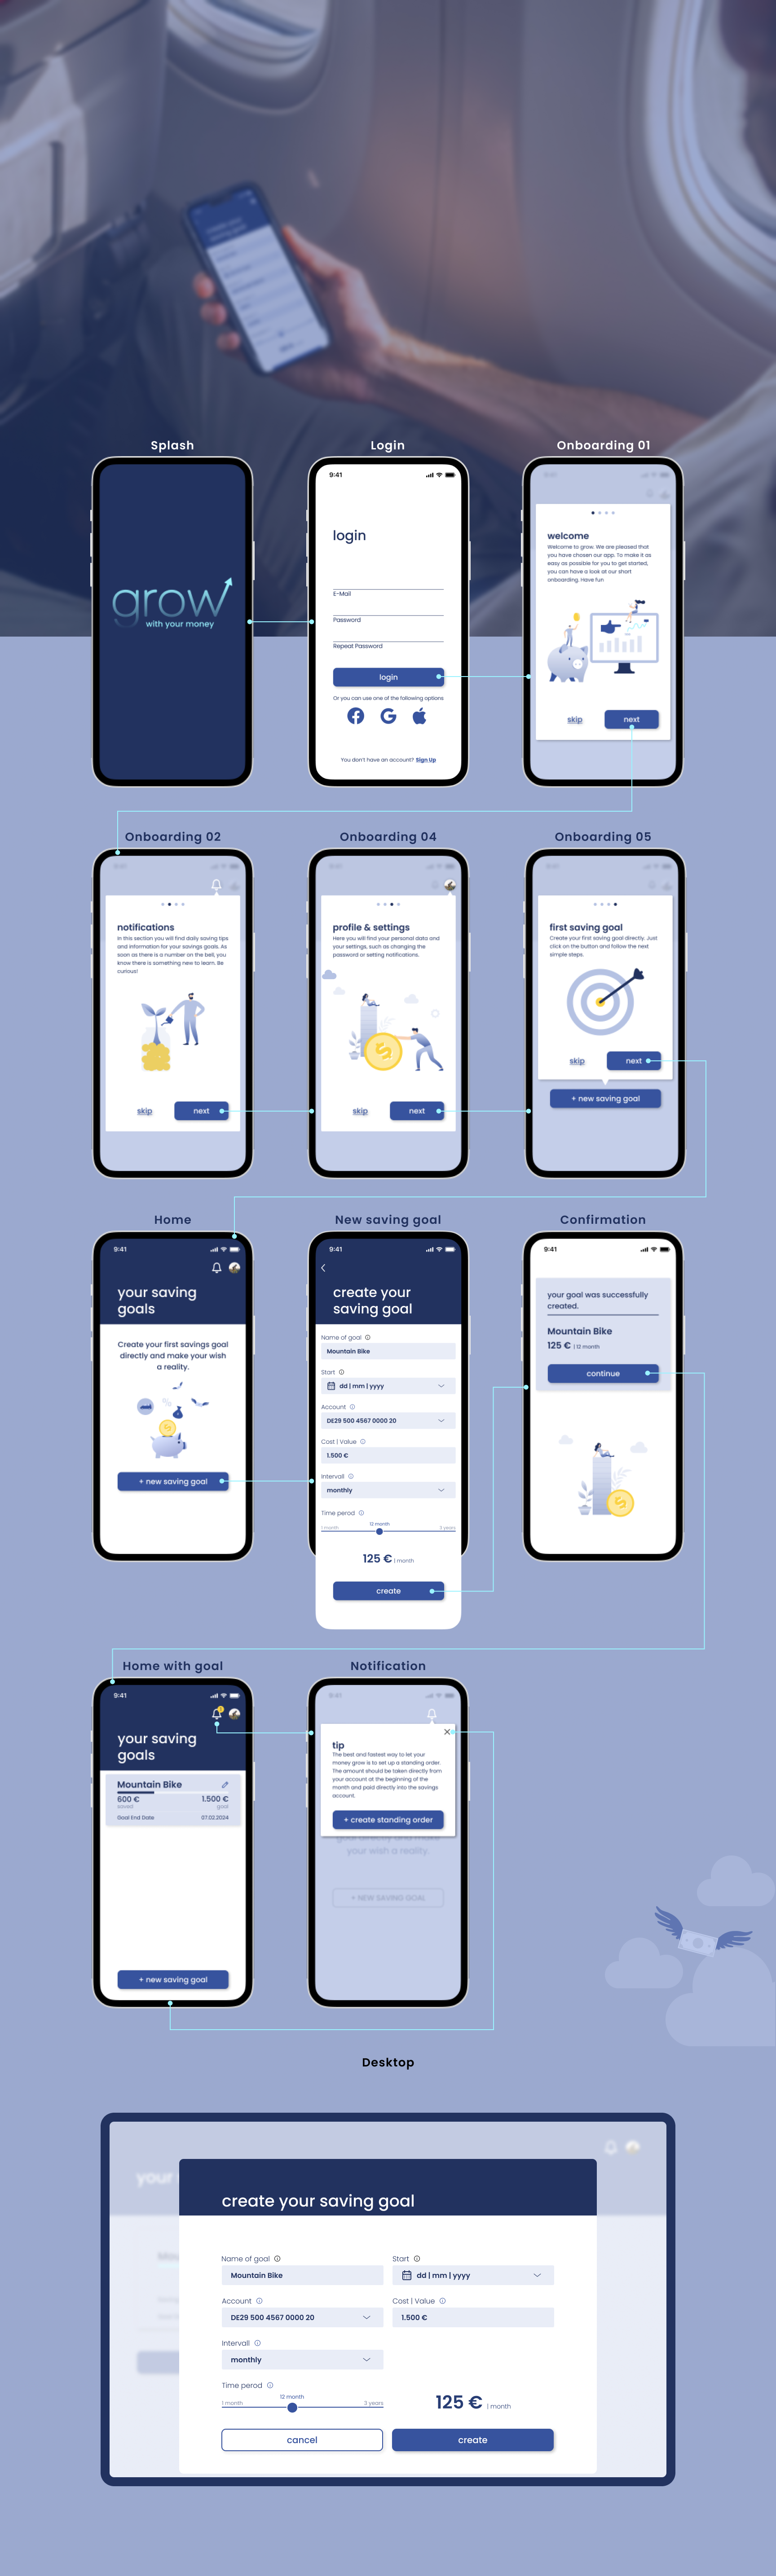 Splash
Login
Onboarding 01
grow
with your money
9:41
login
E-Mail
Password
Repeat Password
login
Or you can use one of the following options
You don't have an account? Sign Up
welcome
Welcome to grow. We are pleased that
you have chosen our app. To make it as
easy as possible for you to get started,
you can have a look at our short
onboarding. Have fun
skip
next
Onboarding 02
Onboarding 04
Onboarding 05
notifications
In this section you will find daily saving tips
and information for your savings goals. As
soon as there is a number on the bell, you
know there is something new to learn. Be
curious!
skip
next
profile & settings
Here you will find your personal data and
your settings, such as changing the
password or setting notifications.
skip
next
first saving goal
Create your first saving goal directly. Just
click on the button and follow the next
simple steps.
skip
next
+ new saving goal
Home
New saving goal
Confirmation
9:41
your saving
goals
Create your first savings goal
directly and make your wish
a reality.
+ new saving goal
9:41
create your
saving goal
Name of goal
Mountain Bike
Start
dd | mm | yyyy
Account
DE29 500 4567 0000 20
Cost | Value
1.500 €
Intervall
monthly
Time perod
12 month
1 month
3 years
125 € | month
create
9:41
your goal was successfully
created.
Mountain Bike
125 € | 12 month
continue
Home with goal
Notification
9:41
your saving
goals
Mountain Bike
600 €
1.500 €
saved
goal
Goal End Date
07.02.2024
+ new saving goal
tip
The best and fastest way to let your
money grow is to set up a standing order.
The amount should be taken directly from
your account at the beginning of the
month and paid directly into the savings
account.
+ create standing order
your wish a reality.
+ NEW SAVING GOAL
Desktop
your
create your saving goal
Name of goal
Start
Mountain Bike
dd | mm | yyyy
Account
Cost | Value
DE29 500 4567 0000 20
1.500 €
Intervall
monthly
Time perod
12 month
1 month
3 years
125 € | month
cancel
create